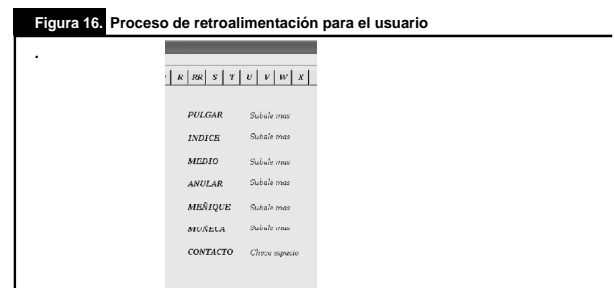 Figura 16. Proceso de retroalimentación para el usuario
.
R RR S T U V W X
PULGAR Subale mas
INDICE Subale mas
MEDIO Subale mas
ANULAR Subale mas
MEÑIQUE Subale mas
MUÑECA Subale mas
CONTACTO Checa espacio